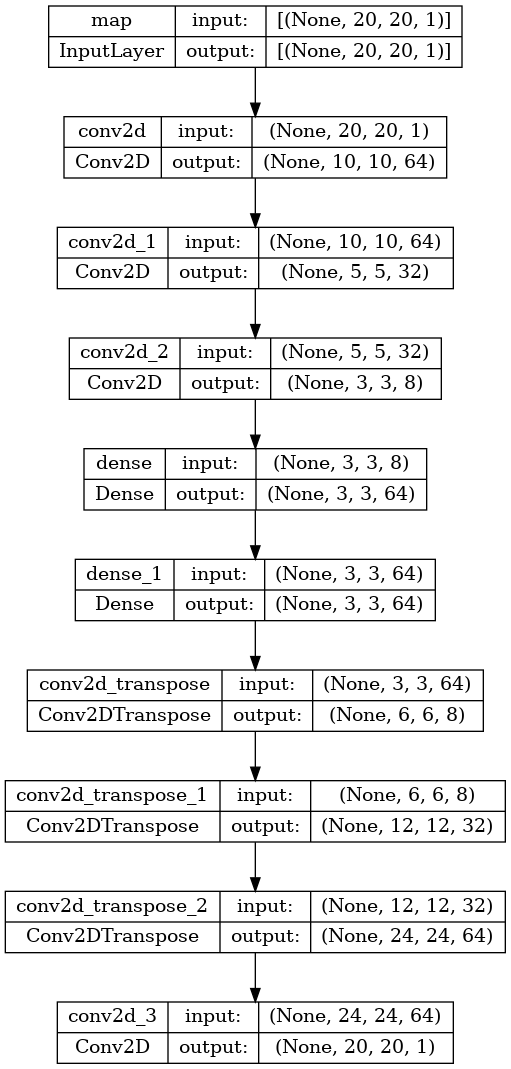 map input: [(None, 20, 20, 1)]
InputLayer output: [(None, 20, 20, 1)]
conv2d input: (None, 20, 20, 1)
Conv2D output: (None, 10, 10, 64)
conv2d_1 input: (None, 10, 10, 64)
Conv2D output: (None, 5, 5, 32)
conv2d_2 input: (None, 5, 5, 32)
Conv2D output: (None, 3, 3, 8)
dense input: (None, 3, 3, 8)
Dense output: (None, 3, 3, 64)
dense_1 input: (None, 3, 3, 64)
Dense output: (None, 3, 3, 64)
conv2d_transpose input: (None, 3, 3, 64)
Conv2DTranspose output: (None, 6, 6, 8)
conv2d_transpose_1 input: (None, 6, 6, 8)
Conv2DTranspose output: (None, 12, 12, 32)
conv2d_transpose_2 input: (None, 12, 12, 32)
Conv2DTranspose output: (None, 24, 24, 64)
conv2d_3 input: (None, 24, 24, 64)
Conv2D output: (None, 20, 20, 1)